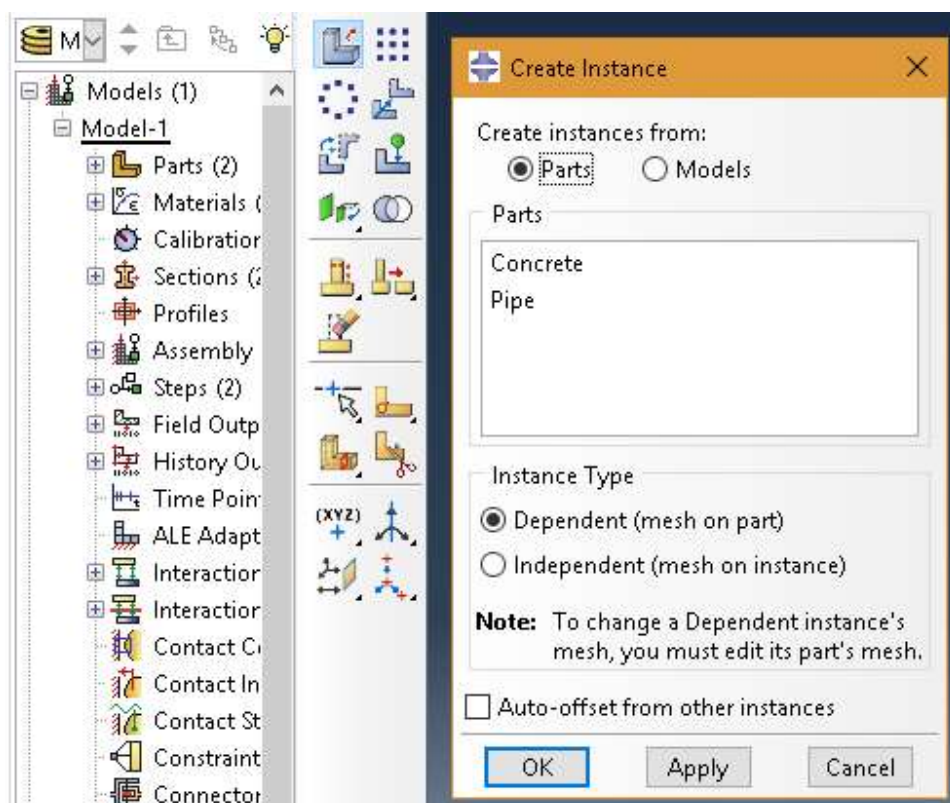 M
Models (1)
Model-1
Parts (2)
Materials (
Calibration
Sections (2
Profiles
Assembly
Steps (2)
Field Outp
History Ou
Time Poin
ALE Adapt
Interaction
Interaction
Contact C
Contact In
Contact St
Constraint
Connector
(XYZ)
Create Instance
Create instances from:
Parts Models
Parts
Concrete
Pipe
Instance Type
Dependent (mesh on part)
Independent (mesh on instance)
Note: To change a Dependent instance's
mesh, you must edit its part's mesh.
Auto-offset from other instances
OK Apply Cancel